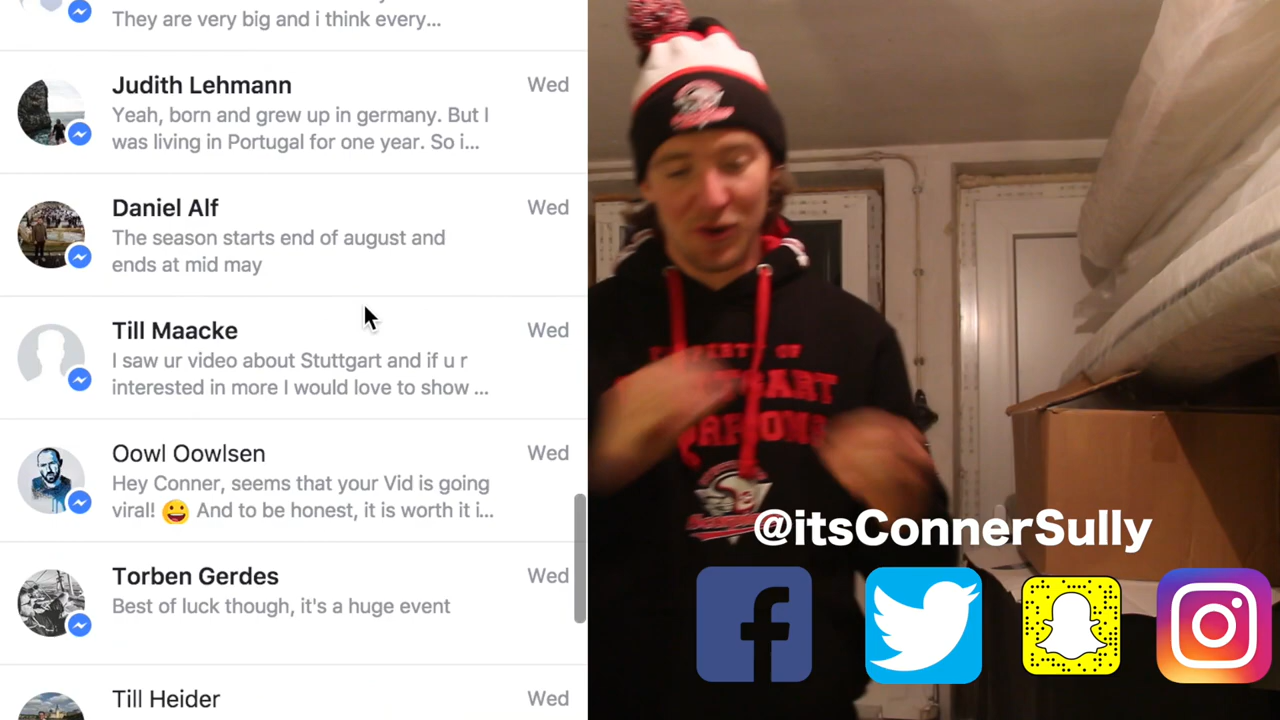 They are very big and i think every...
Judith Lehmann
Wed
Yeah, born and grew up in germany. But I
was living in Portugal for one year. So i...
Daniel Alf
Wed
The season starts end of august and
ends at mid may
Till Maacke
Wed
I saw ur video about Stuttgart and if u r
interested in more I would love to show ...
Oowl Oowlsen
Wed
Hey Conner, seems that your Vid is going
viral! 😀 And to be honest, it is worth it i...
Torben Gerdes
Wed
Best of luck though, it's a huge event
Till Heider
Wed
@itsConnerSully